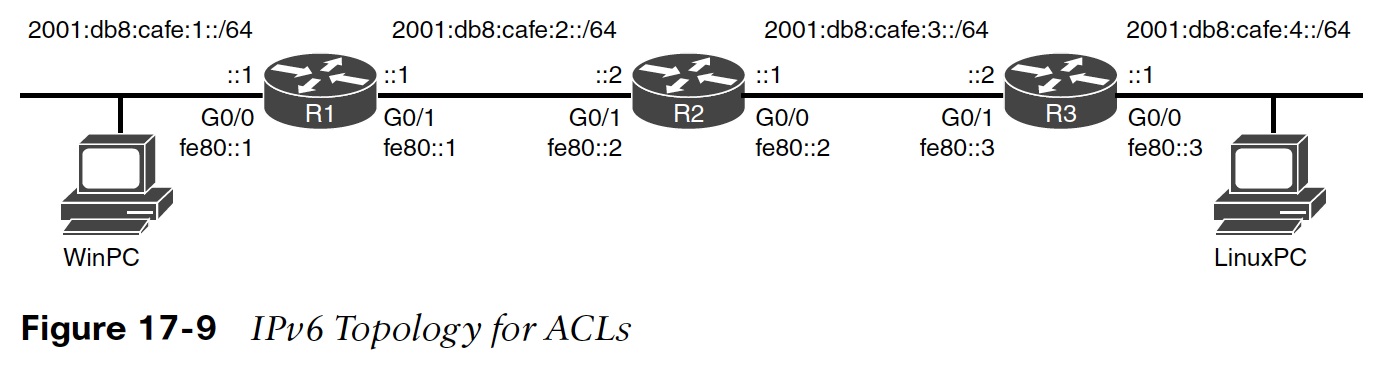 2001:db8:cafe:1::/64 2001:db8:cafe:2::/64 2001:db8:cafe:3::/64 2001:db8:cafe:4::/64
::1 ::1 ::2 ::1 ::2 ::1
R1 R2 R3
G0/0 G0/1 G0/1 G0/0 G0/1 G0/0
fe80::1 fe80::1 fe80::2 fe80::2 fe80::3 fe80::3
WinPC LinuxPC
Figure 17-9 IPv6 Topology for ACLs